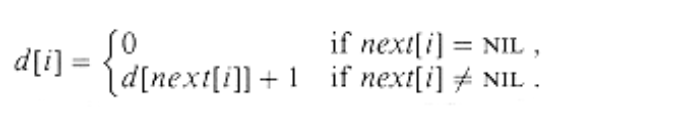 d[i] = { 0 if next[i] = NIL ,
d[next[i]] + 1 if next[i] ≠ NIL .